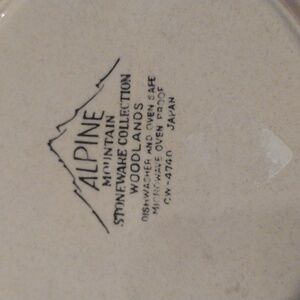 ALPINE
MOUNTAIN
STONEWARE COLLECTION
WOODLANDS
DISHWASHER AND OVEN SAFE
MICROWAVE OVEN PROOF
CW-4740 JAPAN